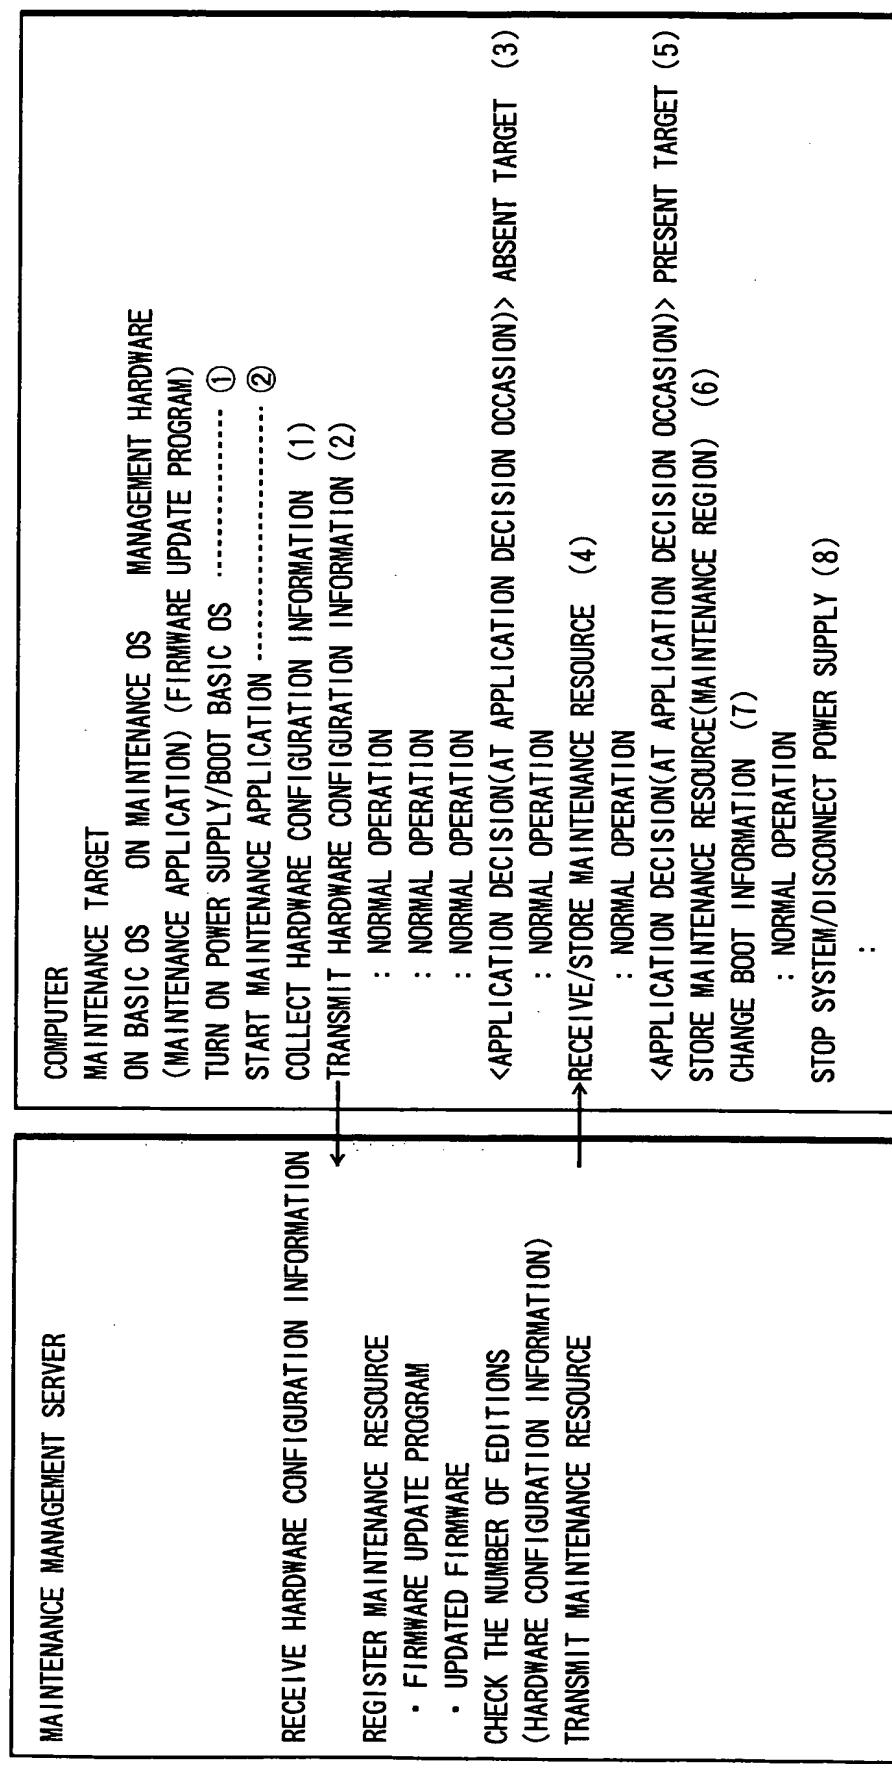 MAINTENANCE MANAGEMENT SERVER
RECEIVE HARDWARE CONFIGURATION INFORMATION
REGISTER MAINTENANCE RESOURCE
・FIRMWARE UPDATE PROGRAM
・UPDATED FIRMWARE
CHECK THE NUMBER OF EDITIONS
(HARDWARE CONFIGURATION INFORMATION)
TRANSMIT MAINTENANCE RESOURCE
COMPUTER
MAINTENANCE TARGET
ON BASIC OS ON MAINTENANCE OS MANAGEMENT HARDWARE
(MAINTENANCE APPLICATION) (FIRMWARE UPDATE PROGRAM)
TURN ON POWER SUPPLY/BOOT BASIC OS ················ ①
START MAINTENANCE APPLICATION ······················ ②
COLLECT HARDWARE CONFIGURATION INFORMATION (1)
TRANSMIT HARDWARE CONFIGURATION INFORMATION (2)
: NORMAL OPERATION
: NORMAL OPERATION
: NORMAL OPERATION
<APPLICATION DECISION(AT APPLICATION DECISION OCCASION)> ABSENT TARGET (3)
: NORMAL OPERATION
RECEIVE/STORE MAINTENANCE RESOURCE (4)
: NORMAL OPERATION
<APPLICATION DECISION(AT APPLICATION DECISION OCCASION)> PRESENT TARGET (5)
STORE MAINTENANCE RESOURCE(MAINTENANCE REGION) (6)
CHANGE BOOT INFORMATION (7)
: NORMAL OPERATION
STOP SYSTEM/DISCONNECT POWER SUPPLY (8)
: